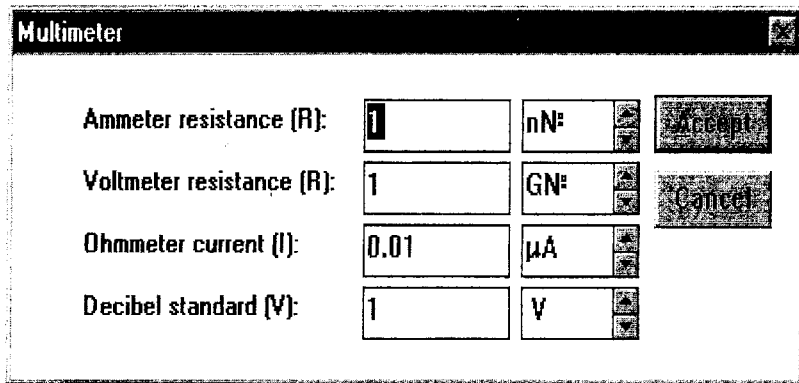 Multimeter
Ammeter resistance (R): 1 nN⦂ Accept
Voltmeter resistance (R): 1 GN⦂ Cancel
Ohmmeter current (I): 0.01 µA
Decibel standard (V): 1 V